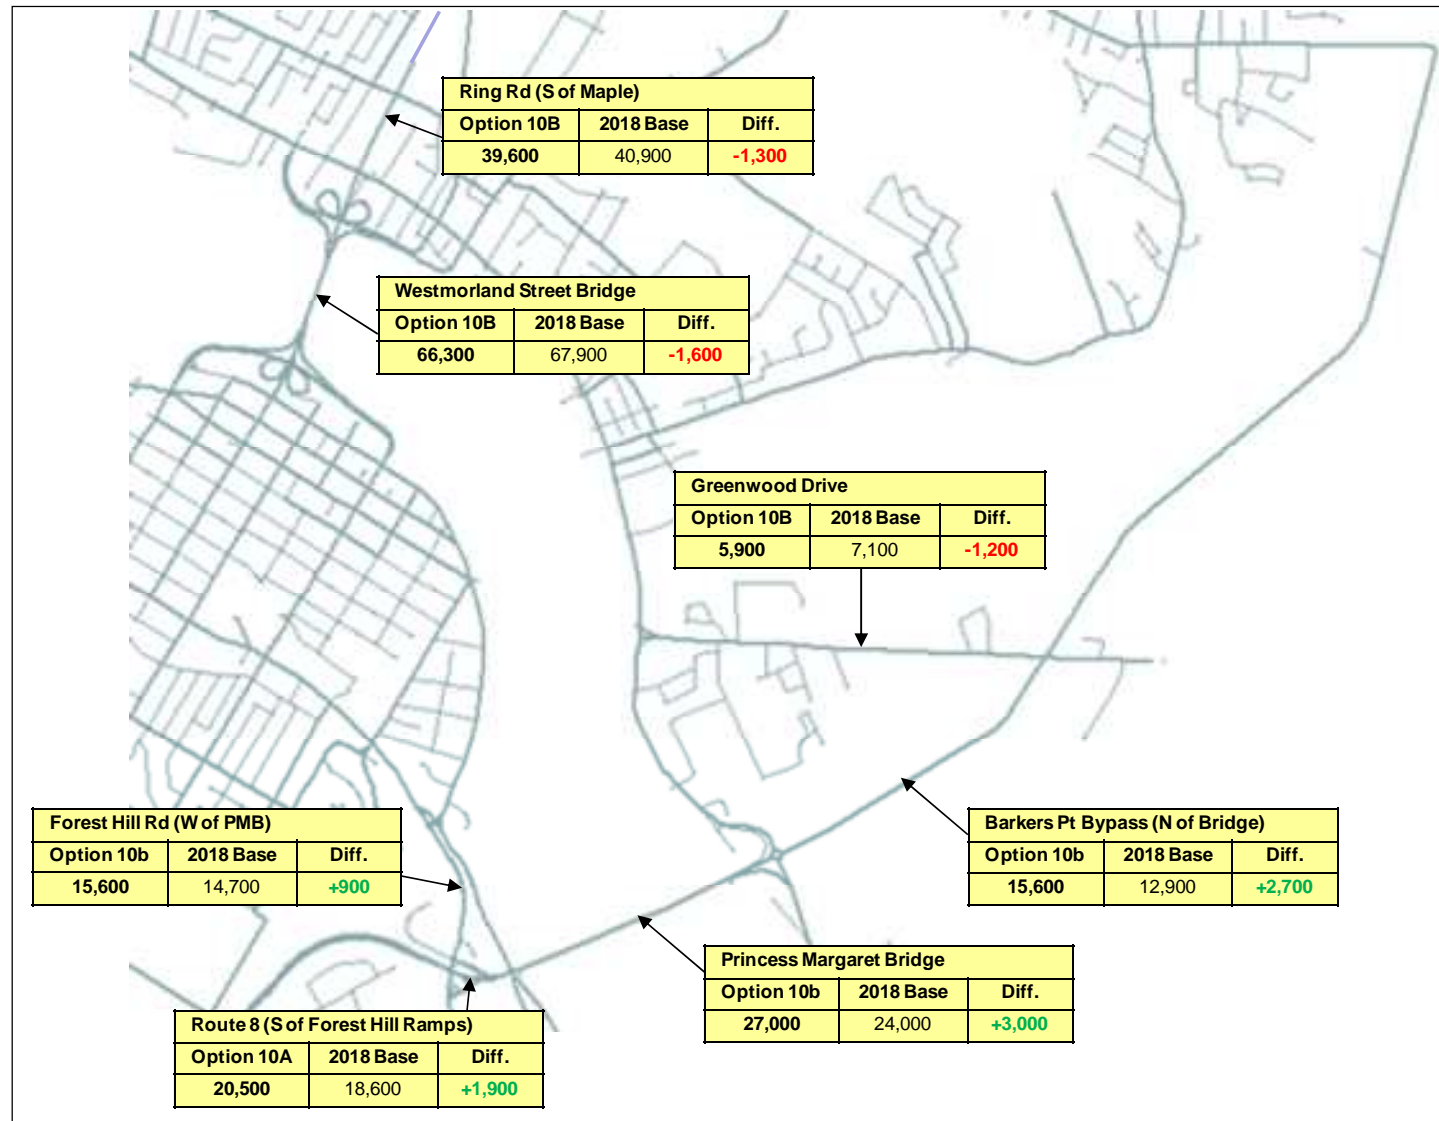 Ring Rd (S of Maple)
Option 10B 2018 Base Diff.
39,600 40,900 -1,300
Westmorland Street Bridge
Option 10B 2018 Base Diff.
66,300 67,900 -1,600
Greenwood Drive
Option 10B 2018 Base Diff.
5,900 7,100 -1,200
Forest Hill Rd (W of PMB)
Option 10b 2018 Base Diff.
15,600 14,700 +900
Barkers Pt Bypass (N of Bridge)
Option 10b 2018 Base Diff.
15,600 12,900 +2,700
Princess Margaret Bridge
Option 10b 2018 Base Diff.
27,000 24,000 +3,000
Route 8 (S of Forest Hill Ramps)
Option 10A 2018 Base Diff.
20,500 18,600 +1,900